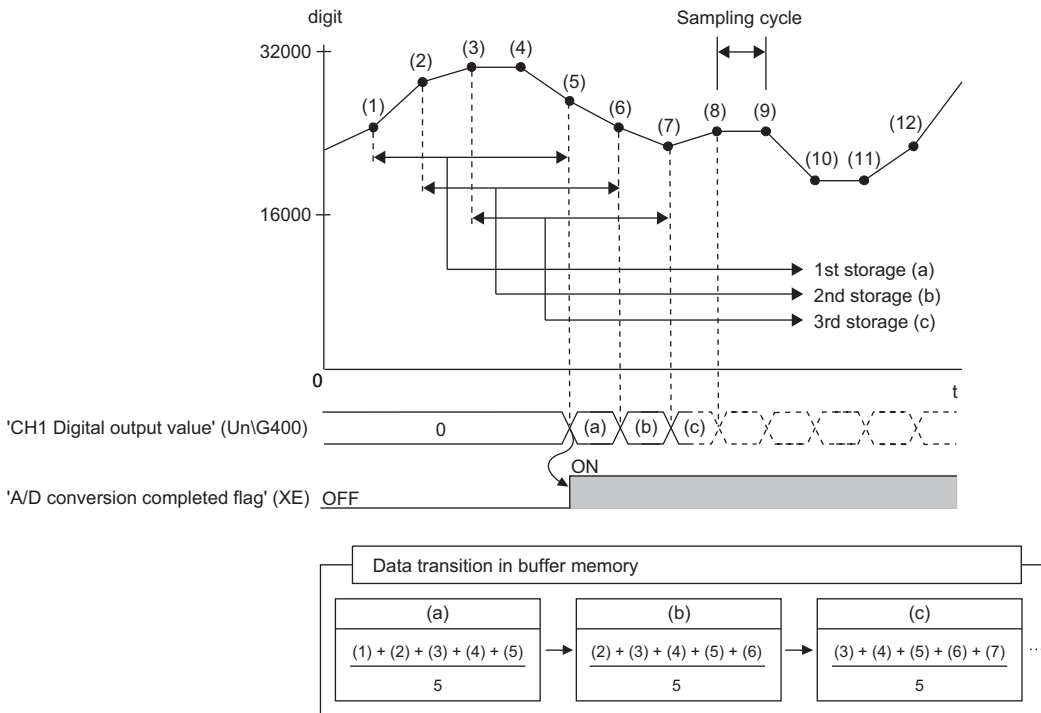 digit
Sampling cycle
32000
(1)
(2)
(3)
(4)
(5)
(6)
(7)
(8)
(9)
(10)
(11)
(12)
16000
1st storage (a)
2nd storage (b)
3rd storage (c)
0
t
'CH1 Digital output value' (Un\G400)
0
(a)
(b)
(c)
ON
'A/D conversion completed flag' (XE)
OFF
Data transition in buffer memory
(a)
(1) + (2) + (3) + (4) + (5)
5
(b)
(2) + (3) + (4) + (5) + (6)
5
(c)
(3) + (4) + (5) + (6) + (7)
5
...